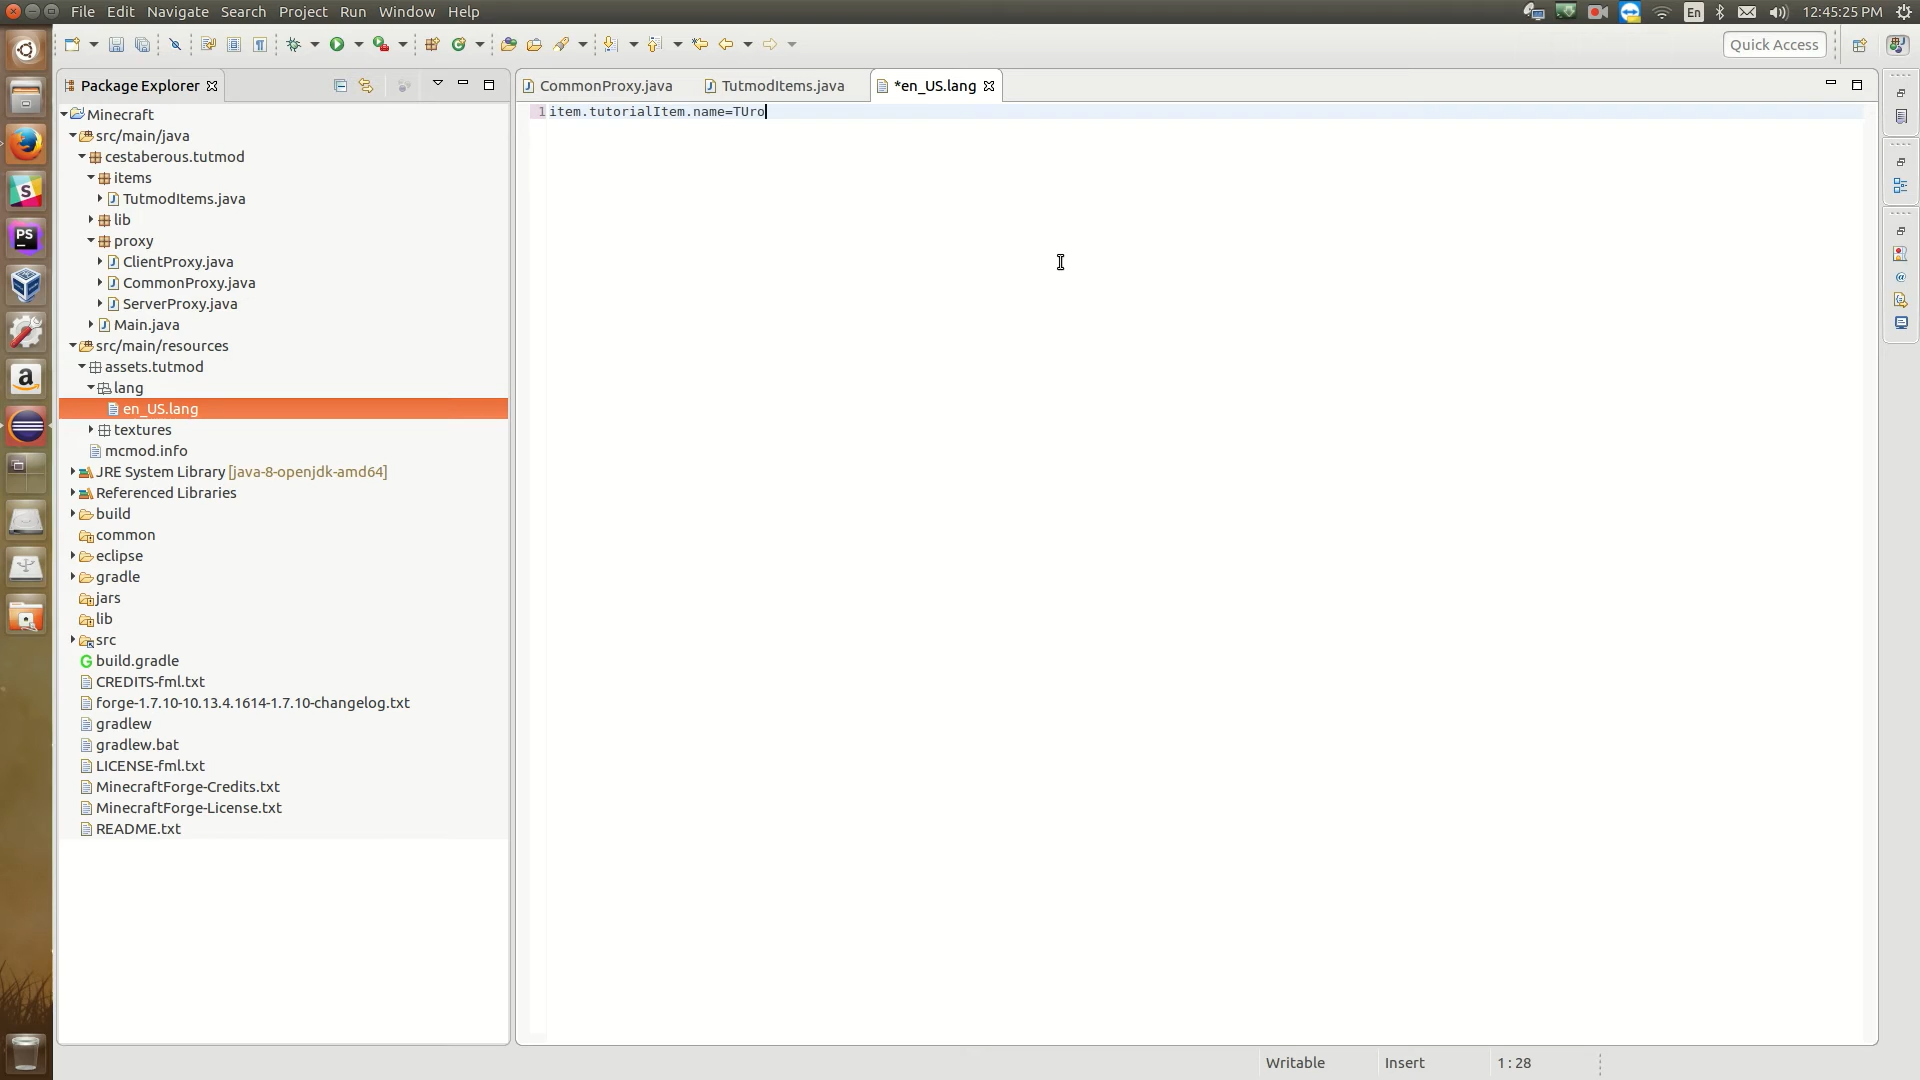 File Edit Navigate Search Project Run Window Help
En 12:45:25 PM
Quick Access
Package Explorer
CommonProxy.java TutmodItems.java *en_US.lang
1 item.tutorialItem.name=TUro
Minecraft
src/main/java
cestaberous.tutmod
items
TutmodItems.java
lib
proxy
ClientProxy.java
CommonProxy.java
ServerProxy.java
Main.java
src/main/resources
assets.tutmod
lang
en_US.lang
textures
mcmod.info
JRE System Library [java-8-openjdk-amd64]
Referenced Libraries
build
common
eclipse
gradle
jars
lib
src
build.gradle
CREDITS-fml.txt
forge-1.7.10-10.13.4.1614-1.7.10-changelog.txt
gradlew
gradlew.bat
LICENSE-fml.txt
MinecraftForge-Credits.txt
MinecraftForge-License.txt
README.txt
Writable Insert 1 : 28